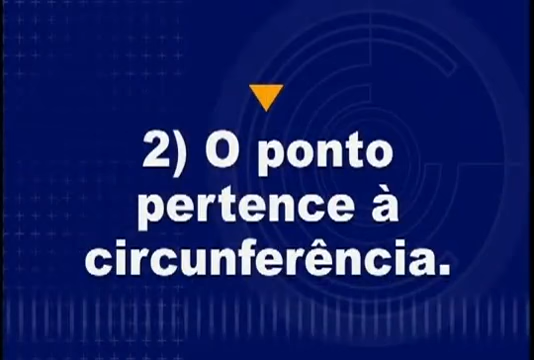 2) O ponto
pertence à
circunferência.